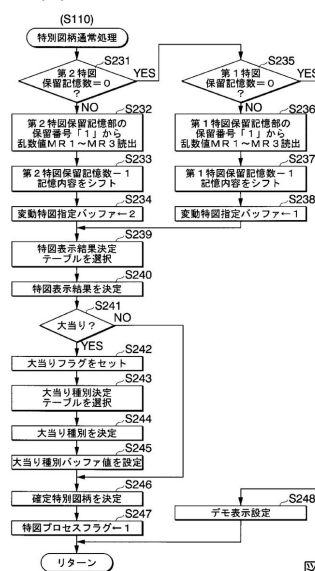 (S110)
特別図柄通常処理
S231
第2特図
保留記憶数=0
?
YES
NO
S235
第1特図
保留記憶数=0
?
YES
NO
S232
第2特図保留記憶部の
保留番号「1」から
乱数値MR1~MR3読出
S236
第1特図保留記憶部の
保留番号「1」から
乱数値MR1~MR3読出
S233
第2特図保留記憶数-1
記憶内容をシフト
S237
第1特図保留記憶数-1
記憶内容をシフト
S234
変動特図指定バッファ←2
S238
変動特図指定バッファ←1
S239
特図表示結果決定
テーブルを選択
S240
特図表示結果を決定
S241
大当り?
NO
YES
S242
大当りフラグをセット
S243
大当り種別決定
テーブルを選択
S244
大当り種別を決定
S245
大当り種別バッファ値を設定
S246
確定特別図柄を決定
S247
特図プロセスフラグ←1
S248
デモ表示設定
リターン